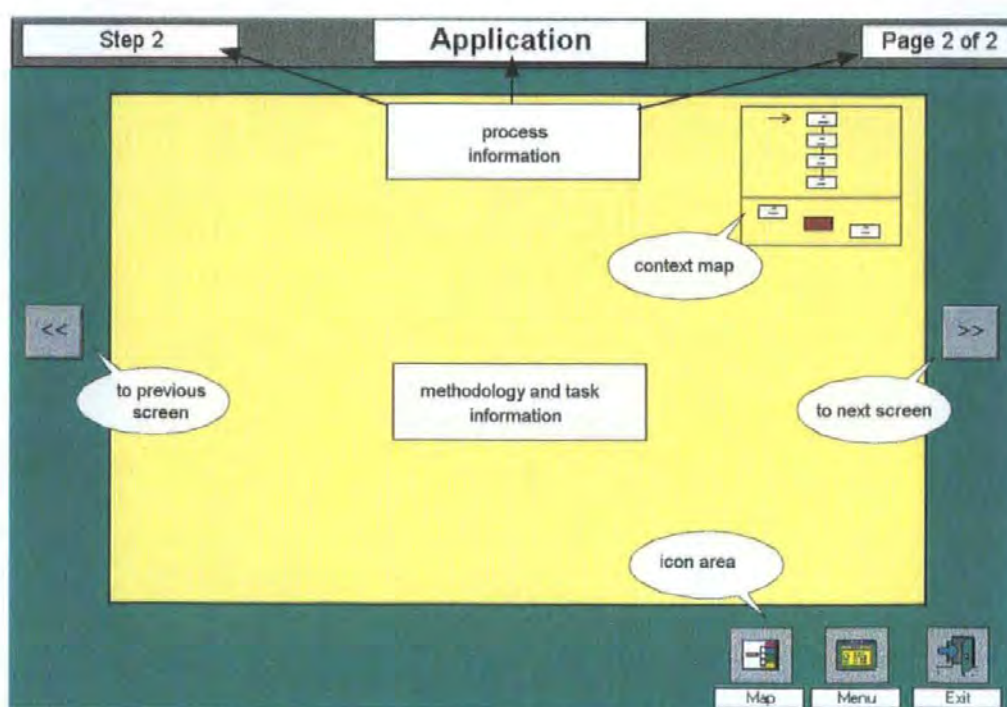 Step 2
Application
Page 2 of 2
process
information
context map
<<
>>
to previous
screen
methodology and task
information
to next screen
icon area
Map
Menu
Exit